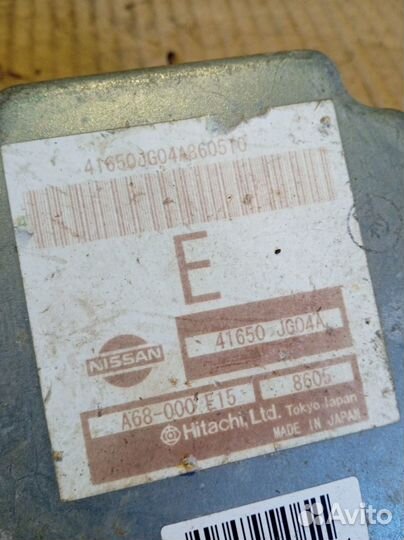 41650JG04A860510
E
NISSAN
41650 JG04A
A68-000 E15
8605
Hitachi, Ltd. Tokyo Japan
MADE IN JAPAN
Avito